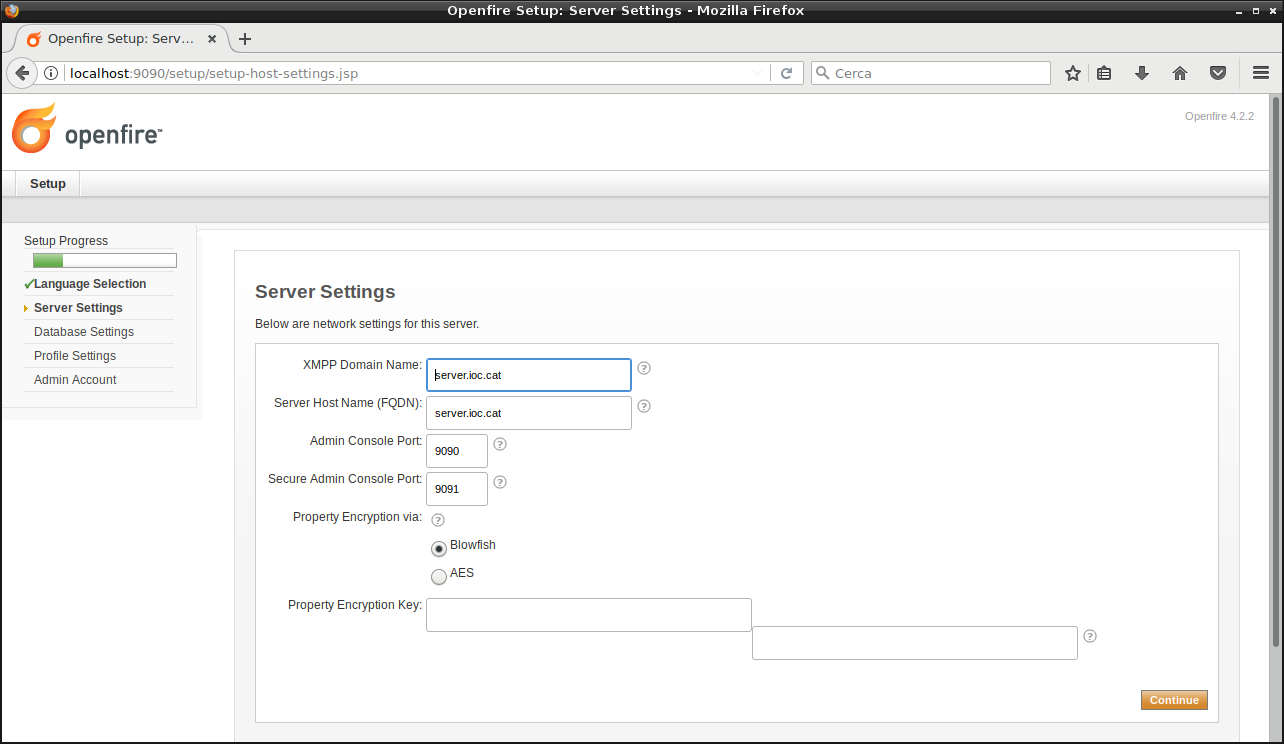 Openfire Setup: Server Settings - Mozilla Firefox
Openfire Setup: Serv...
localhost:9090/setup/setup-host-settings.jsp
Cerca
openfire™
Openfire 4.2.2
Setup
Setup Progress
Language Selection
Server Settings
Database Settings
Profile Settings
Admin Account
Server Settings
Below are network settings for this server.
XMPP Domain Name: server.ioc.cat
Server Host Name (FQDN): server.ioc.cat
Admin Console Port: 9090
Secure Admin Console Port: 9091
Property Encryption via:
Blowfish
AES
Property Encryption Key:
Continue